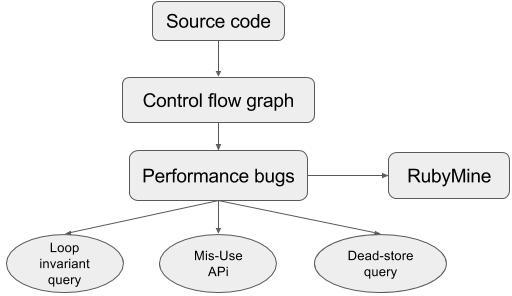 Source code
Control flow graph
Performance bugs
RubyMine
Loop
invariant
query
Mis-Use
APi
Dead-store
query